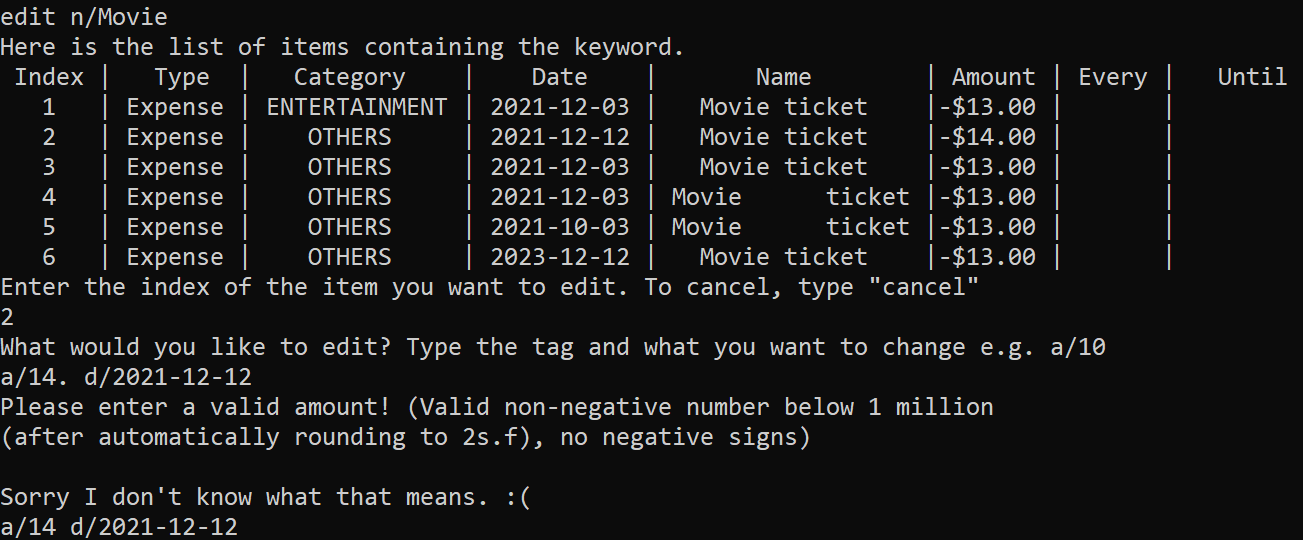 edit n/Movie
Here is the list of items containing the keyword.
 Index |   Type   |   Category    |    Date    |       Name        | Amount | Every |   Until
   1   | Expense | ENTERTAINMENT | 2021-12-03 |   Movie ticket    |-$13.00 |       |
   2   | Expense |    OTHERS     | 2021-12-12 |   Movie ticket    |-$14.00 |       |
   3   | Expense |    OTHERS     | 2021-12-03 |   Movie ticket    |-$13.00 |       |
   4   | Expense |    OTHERS     | 2021-12-03 | Movie      ticket |-$13.00 |       |
   5   | Expense |    OTHERS     | 2021-10-03 | Movie      ticket |-$13.00 |       |
   6   | Expense |    OTHERS     | 2023-12-12 |   Movie ticket    |-$13.00 |       |
Enter the index of the item you want to edit. To cancel, type "cancel"
2
What would you like to edit? Type the tag and what you want to change e.g. a/10
a/14. d/2021-12-12
Please enter a valid amount! (Valid non-negative number below 1 million
(after automatically rounding to 2s.f), no negative signs)
Sorry I don't know what that means. :(
a/14 d/2021-12-12